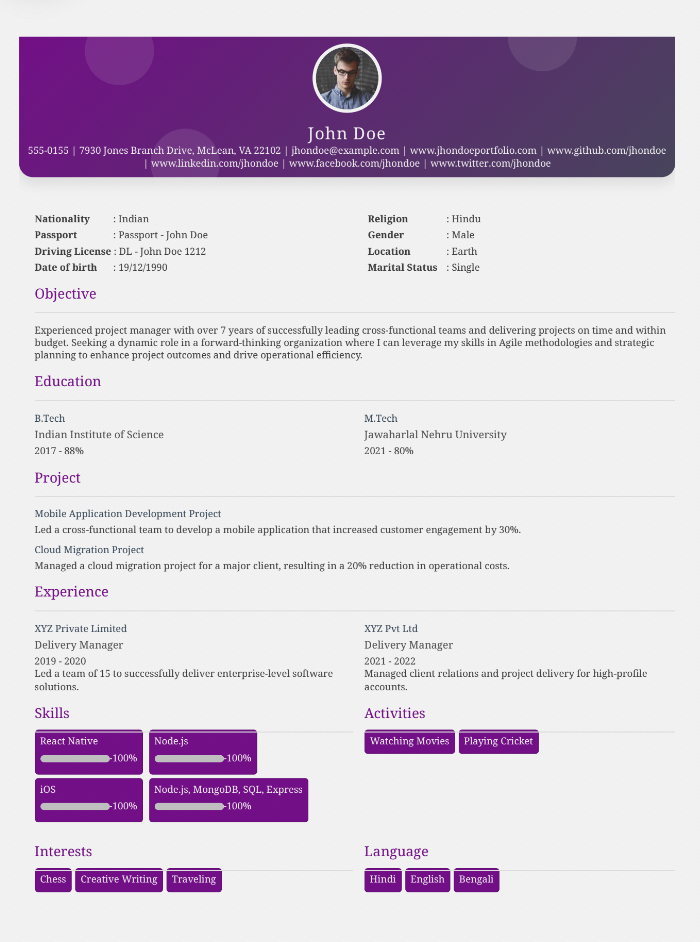 John Doe
555-0155 | 7930 Jones Branch Drive, McLean, VA 22102 | jhondoe@example.com | www.jhondoeportfolio.com | www.github.com/jhondoe
| www.linkedin.com/jhondoe | www.facebook.com/jhondoe | www.twitter.com/jhondoe
Nationality : Indian
Passport : Passport - John Doe
Driving License : DL - John Doe 1212
Date of birth : 19/12/1990
Religion : Hindu
Gender : Male
Location : Earth
Marital Status : Single
Objective
Experienced project manager with over 7 years of successfully leading cross-functional teams and delivering projects on time and within
budget. Seeking a dynamic role in a forward-thinking organization where I can leverage my skills in Agile methodologies and strategic
planning to enhance project outcomes and drive operational efficiency.
Education
B.Tech
Indian Institute of Science
2017 - 88%
M.Tech
Jawaharlal Nehru University
2021 - 80%
Project
Mobile Application Development Project
Led a cross-functional team to develop a mobile application that increased customer engagement by 30%.
Cloud Migration Project
Managed a cloud migration project for a major client, resulting in a 20% reduction in operational costs.
Experience
XYZ Private Limited
Delivery Manager
2019 - 2020
Led a team of 15 to successfully deliver enterprise-level software
solutions.
XYZ Pvt Ltd
Delivery Manager
2021 - 2022
Managed client relations and project delivery for high-profile
accounts.
Skills
React Native
-100%
Node.js
-100%
iOS
-100%
Node.js, MongoDB, SQL, Express
-100%
Activities
Watching Movies
Playing Cricket
Interests
Chess
Creative Writing
Traveling
Language
Hindi
English
Bengali